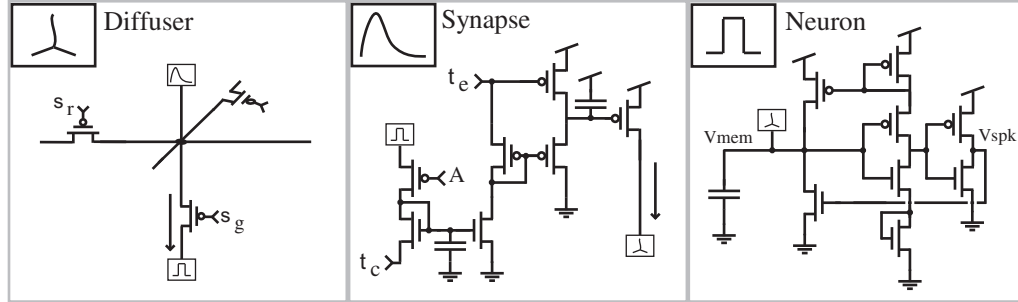 Diffuser
s_r
s_g
Synapse
t_e
A
t_c
Neuron
Vmem
Vspk